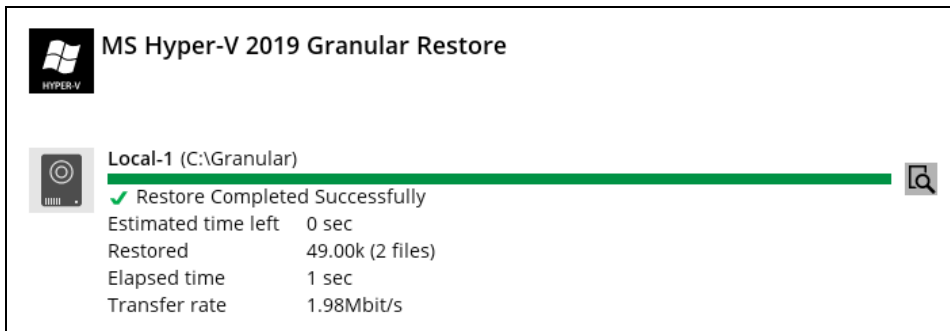 MS Hyper-V 2019 Granular Restore
HYPER-V
Local-1 (C:\Granular)
Restore Completed Successfully
Estimated time left 0 sec
Restored 49.00k (2 files)
Elapsed time 1 sec
Transfer rate 1.98Mbit/s